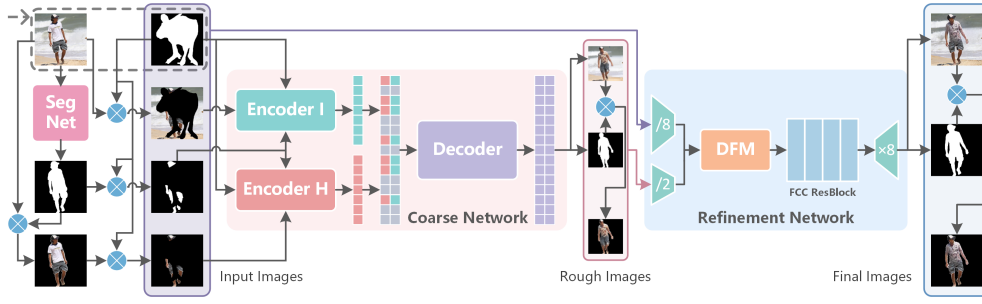 Seg
Net
Encoder I
Encoder H
Decoder
Coarse Network
/8
/2
DFM
FCC ResBlock
×8
Refinement Network
Input Images
Rough Images
Final Images